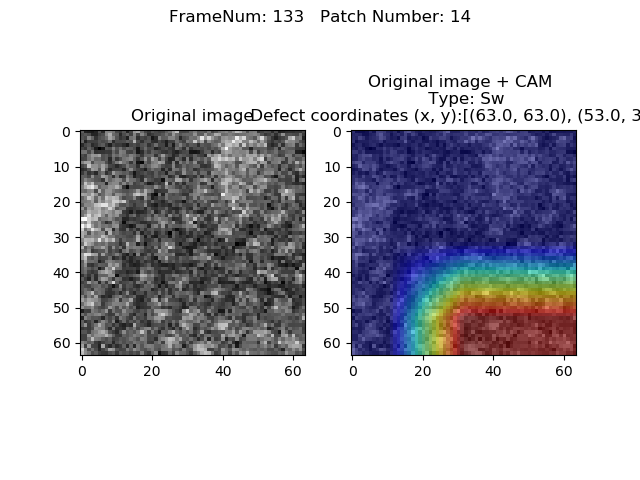 FrameNum: 133   Patch Number: 14
Original image
Original image + CAM
Type: Sw
Defect coordinates (x, y):[(63.0, 63.0), (53.0, 3
0
10
20
30
40
50
60
0 20 40 60
0
10
20
30
40
50
60
0 20 40 60